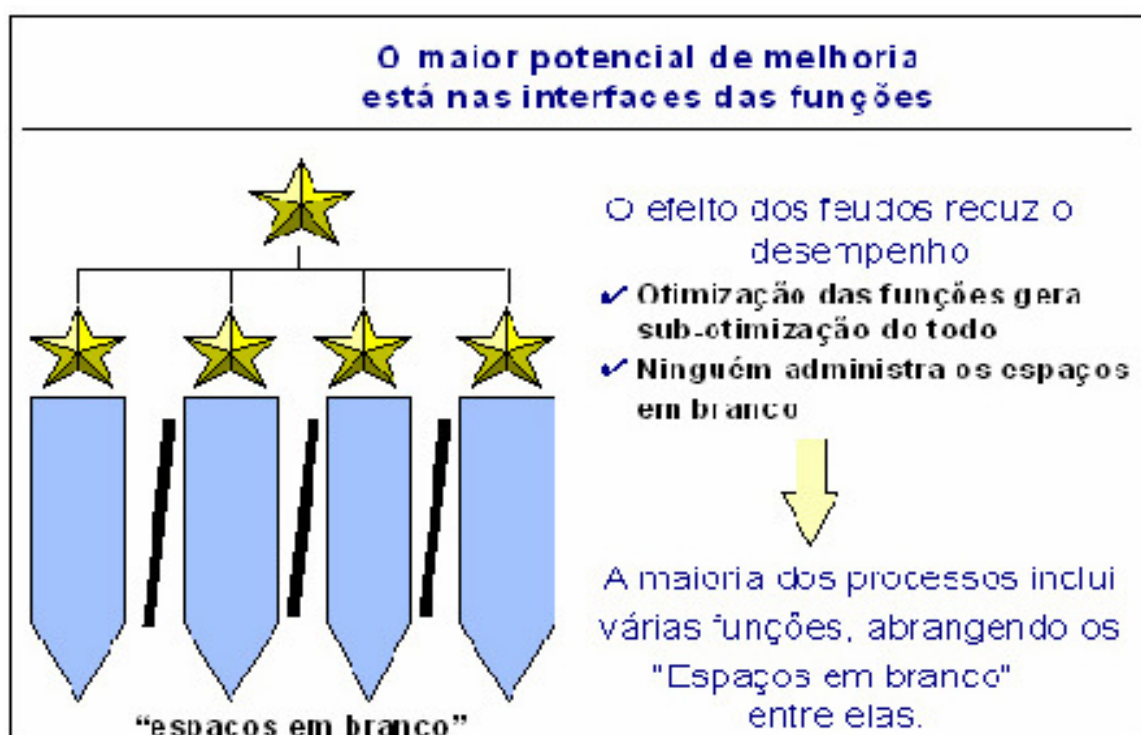 O maior potencial de melhoria
está nas interfaces das funções
O efeito dos feudos recuz o
desempenho
✓ Otimização das funções gera
sub-otimização do todo
✓ Ninguém administra os espaços
em branco
A maioria dos processos inclui
várias funções, abrangendo os
"Espaços em branco"
entre elas.
“espaços em branco”